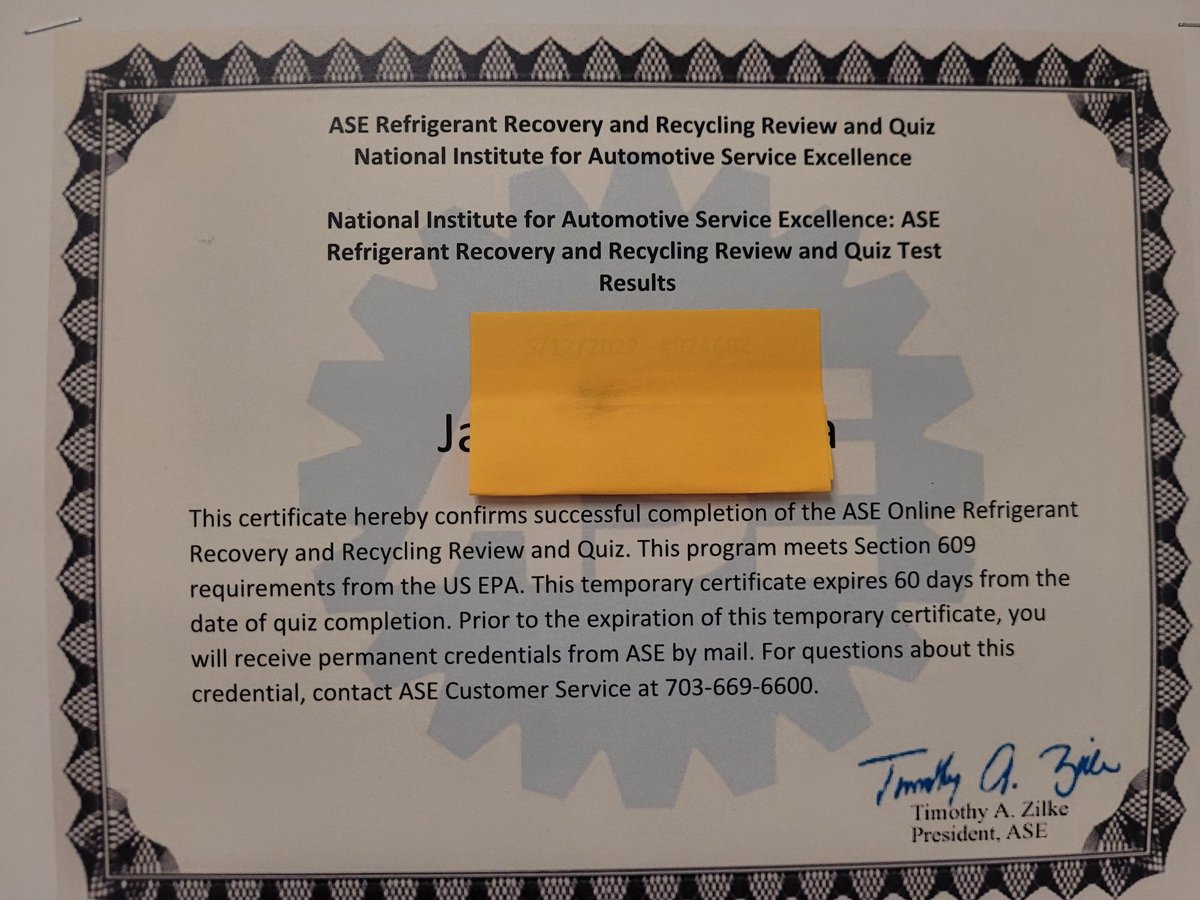 ASE Refrigerant Recovery and Recycling Review and Quiz
National Institute for Automotive Service Excellence
National Institute for Automotive Service Excellence: ASE
Refrigerant Recovery and Recycling Review and Quiz Test
Results
This certificate hereby confirms successful completion of the ASE Online Refrigerant
Recovery and Recycling Review and Quiz. This program meets Section 609
requirements from the US EPA. This temporary certificate expires 60 days from the
date of quiz completion. Prior to the expiration of this temporary certificate, you
will receive permanent credentials from ASE by mail. For questions about this
credential, contact ASE Customer Service at 703-669-6600.
Timothy A. Zilke
Timothy A. Zilke
President, ASE